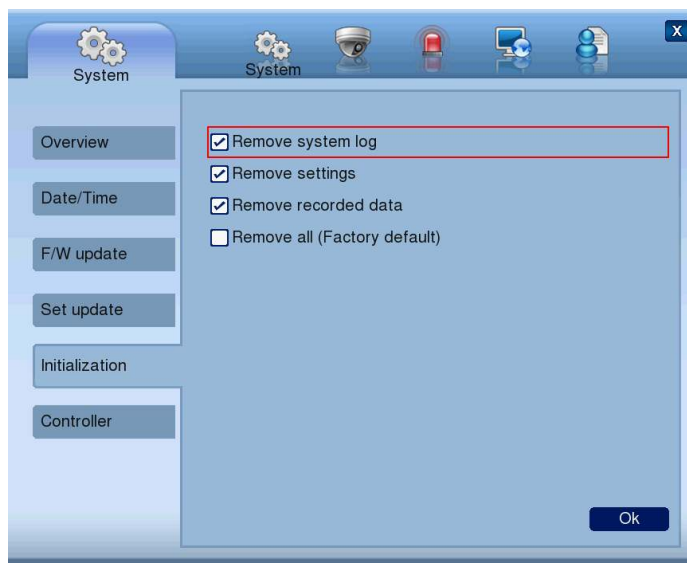 System
System
X
Overview
Date/Time
F/W update
Set update
Initialization
Controller
Remove system log
Remove settings
Remove recorded data
Remove all (Factory default)
Ok